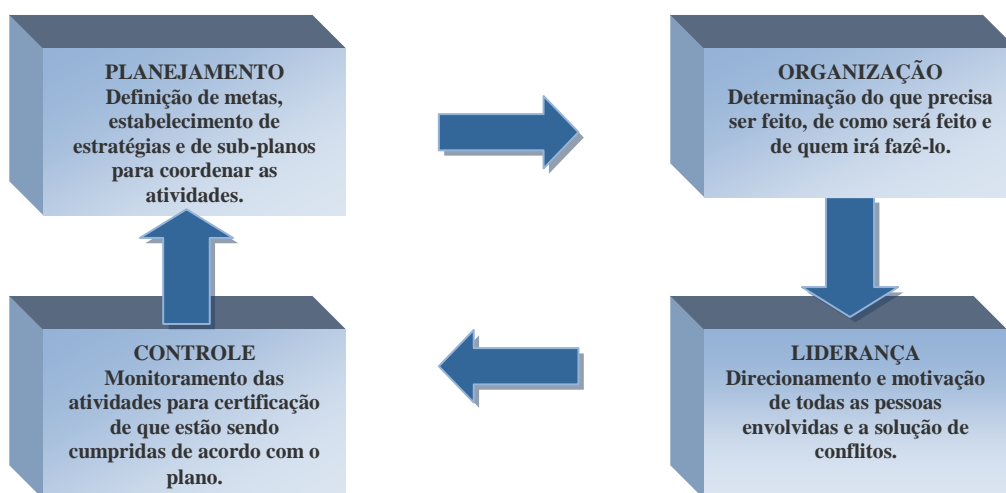 PLANEJAMENTO
Definição de metas,
estabelecimento de
estratégias e de sub-planos
para coordenar as
atividades.
ORGANIZAÇÃO
Determinação do que precisa
ser feito, de como será feito e
de quem irá fazê-lo.
CONTROLE
Monitoramento das
atividades para certificação
de que estão sendo
cumpridas de acordo com o
plano.
LIDERANÇA
Direcionamento e motivação
de todas as pessoas
envolvidas e a solução de
conflitos.